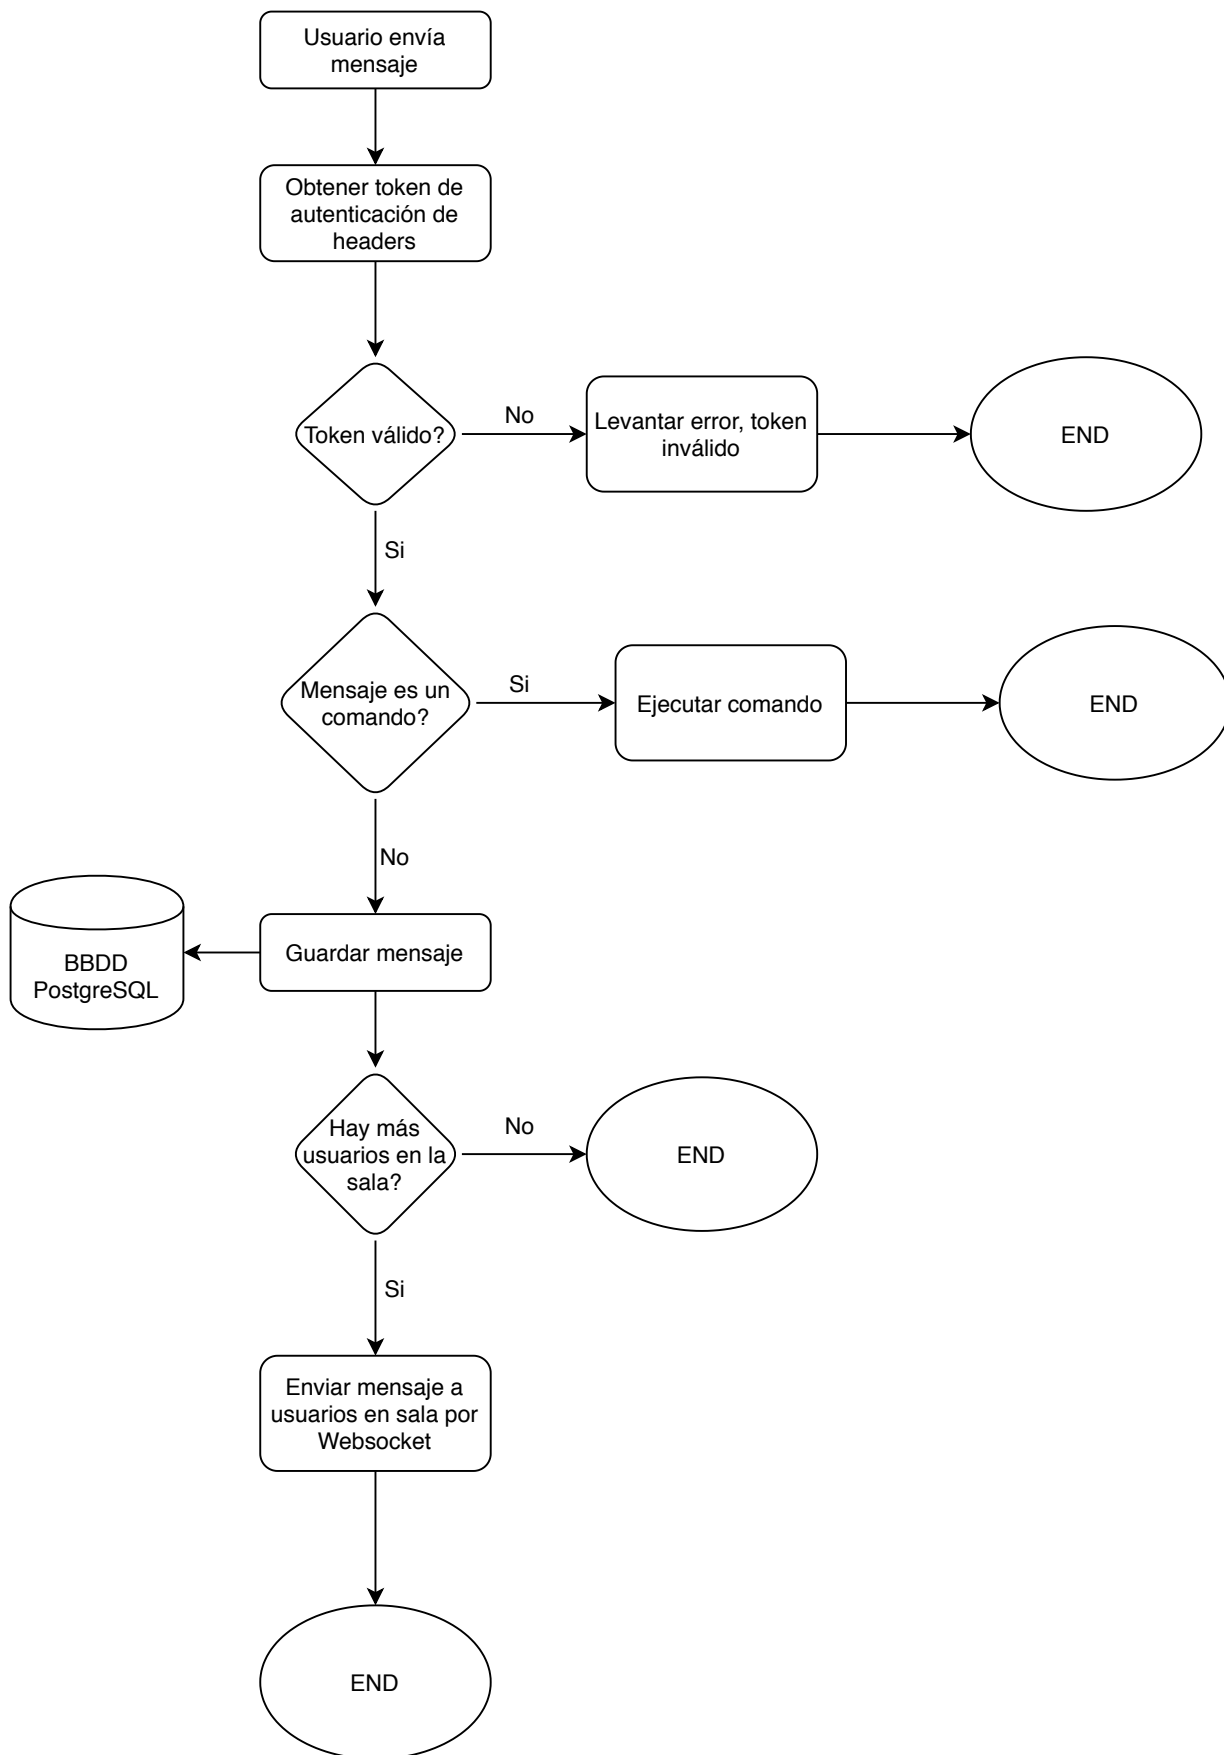 Usuario envía
mensaje
Obtener token de
autenticación de
headers
Token válido?
No
Levantar error, token
inválido
END
Si
Mensaje es un
comando?
Si
Ejecutar comando
END
No
BBDD
PostgreSQL
Guardar mensaje
Hay más
usuarios en la
sala?
No
END
Si
Enviar mensaje a
usuarios en sala por
Websocket
END